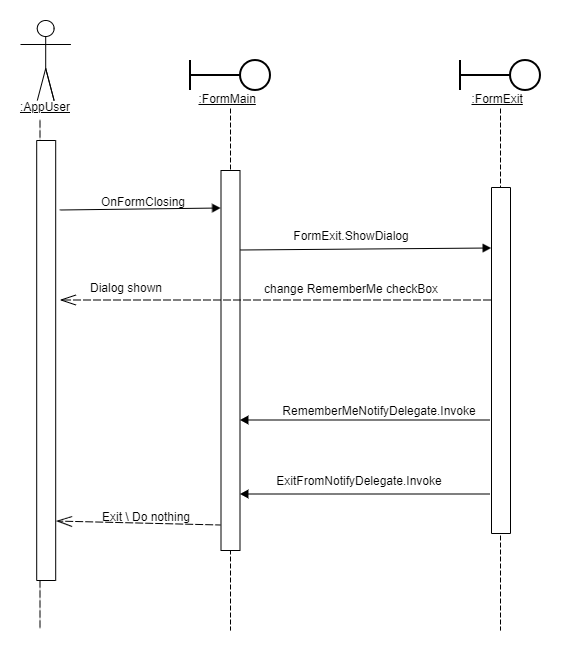 :AppUser
:FormMain
:FormExit
OnFormClosing
FormExit.ShowDialog
Dialog shown
change RememberMe checkBox
RememberMeNotifyDelegate.Invoke
ExitFromNotifyDelegate.Invoke
Exit \ Do nothing